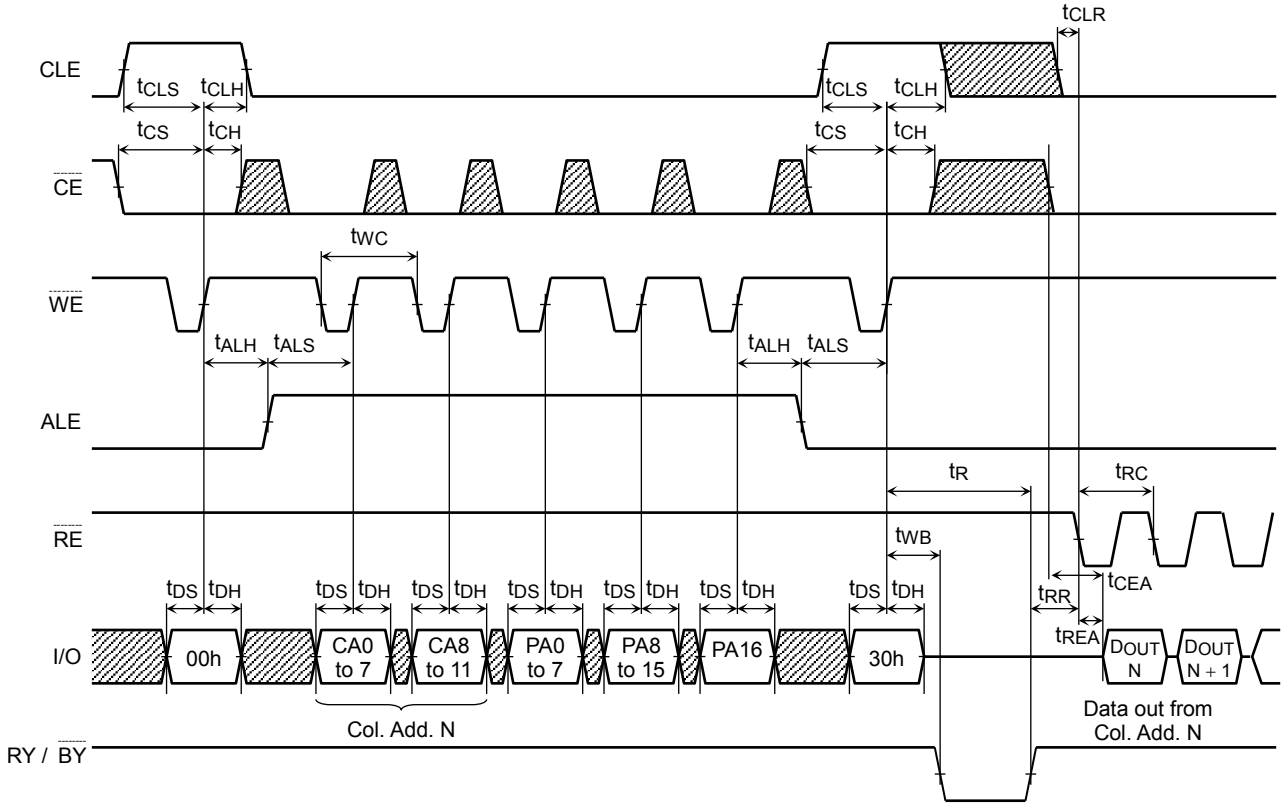 tCLR
CLE
tCLS tCLH tCLS tCLH
tCS tCH tCS tCH
CE
tWC
WE
tALH tALS tALH tALS
ALE
tR tRC
RE
tWB
tCEA
tDS tDH tDS tDH tDS tDH tDS tDH tDS tDH tDS tDH tDS tDH tRR
tREA
I/O 00h CA0 to 7 CA8 to 11 PA0 to 7 PA8 to 15 PA16 30h DOUT N DOUT N + 1
Col. Add. N
Data out from
Col. Add. N
RY / BY